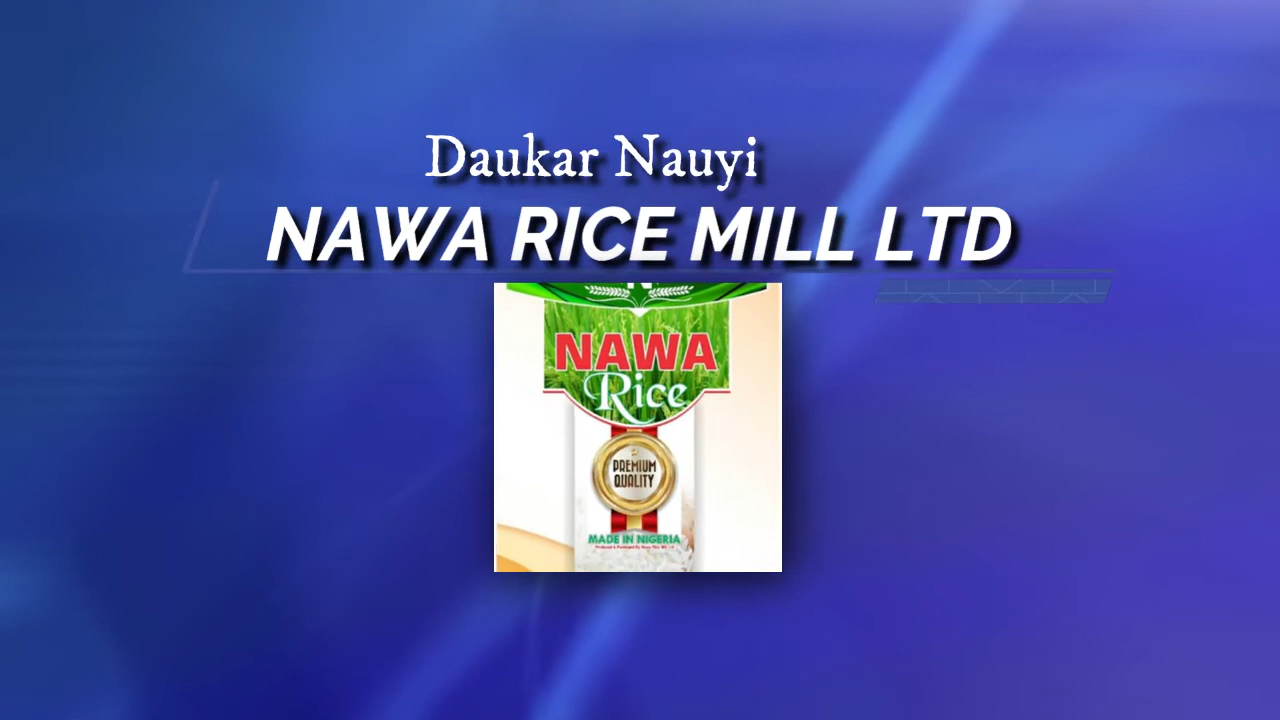 Daukar Nauyi
NAWA RICE MILL LTD
NAWA
Rice
PREMIUM
QUALITY
MADE IN NIGERIA